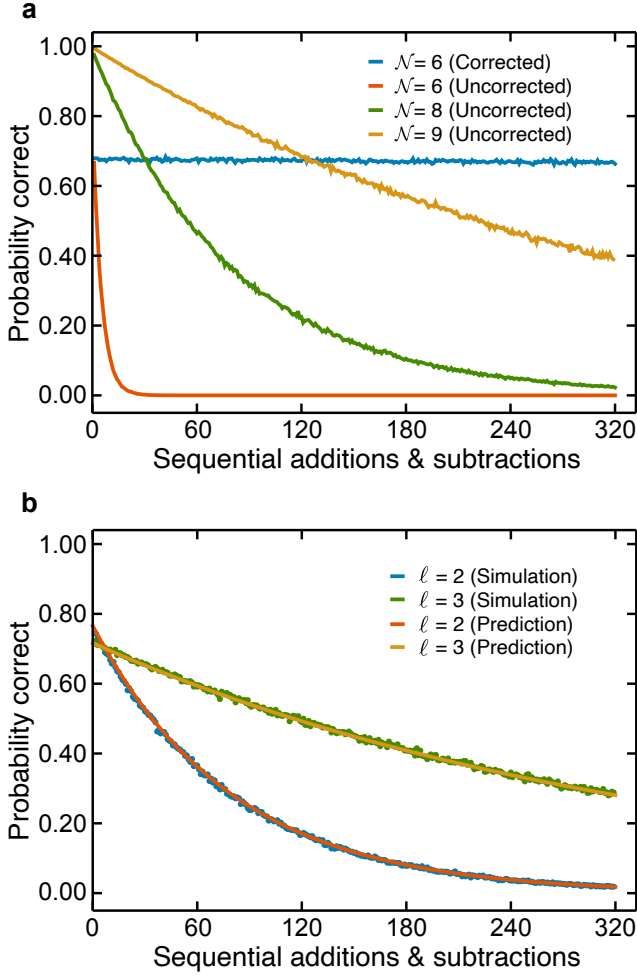 a
1.00
0.80
0.60
0.40
0.20
0.00
Probability correct
𝒩 = 6 (Corrected)
𝒩 = 6 (Uncorrected)
𝒩 = 8 (Uncorrected)
𝒩 = 9 (Uncorrected)
0 60 120 180 240 320
Sequential additions & subtractions
b
1.00
0.80
0.60
0.40
0.20
0.00
Probability correct
ℓ = 2 (Simulation)
ℓ = 3 (Simulation)
ℓ = 2 (Prediction)
ℓ = 3 (Prediction)
0 60 120 180 240 320
Sequential additions & subtractions